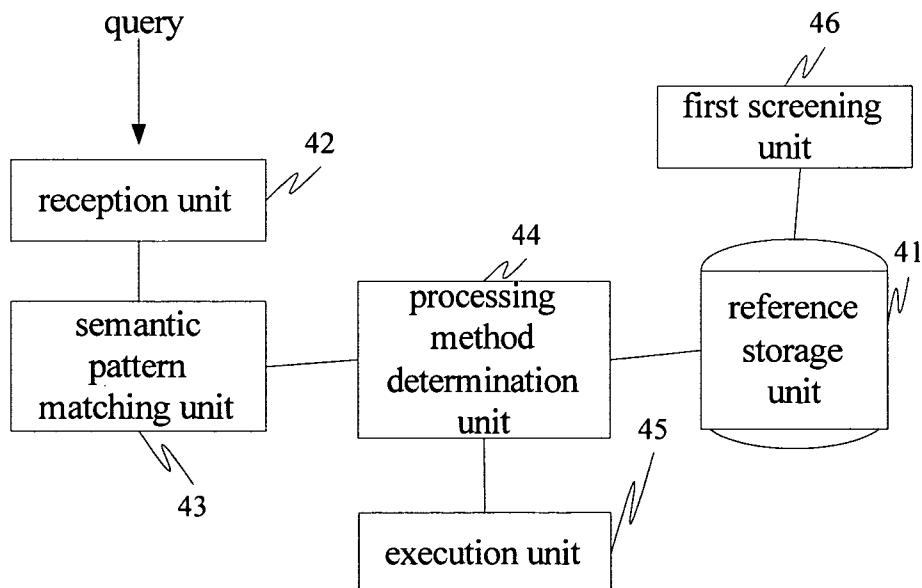 query
46
first screening
unit
42
reception unit
44
41
processing
method
determination
unit
reference
storage
unit
semantic
pattern
matching unit
45
43
execution unit